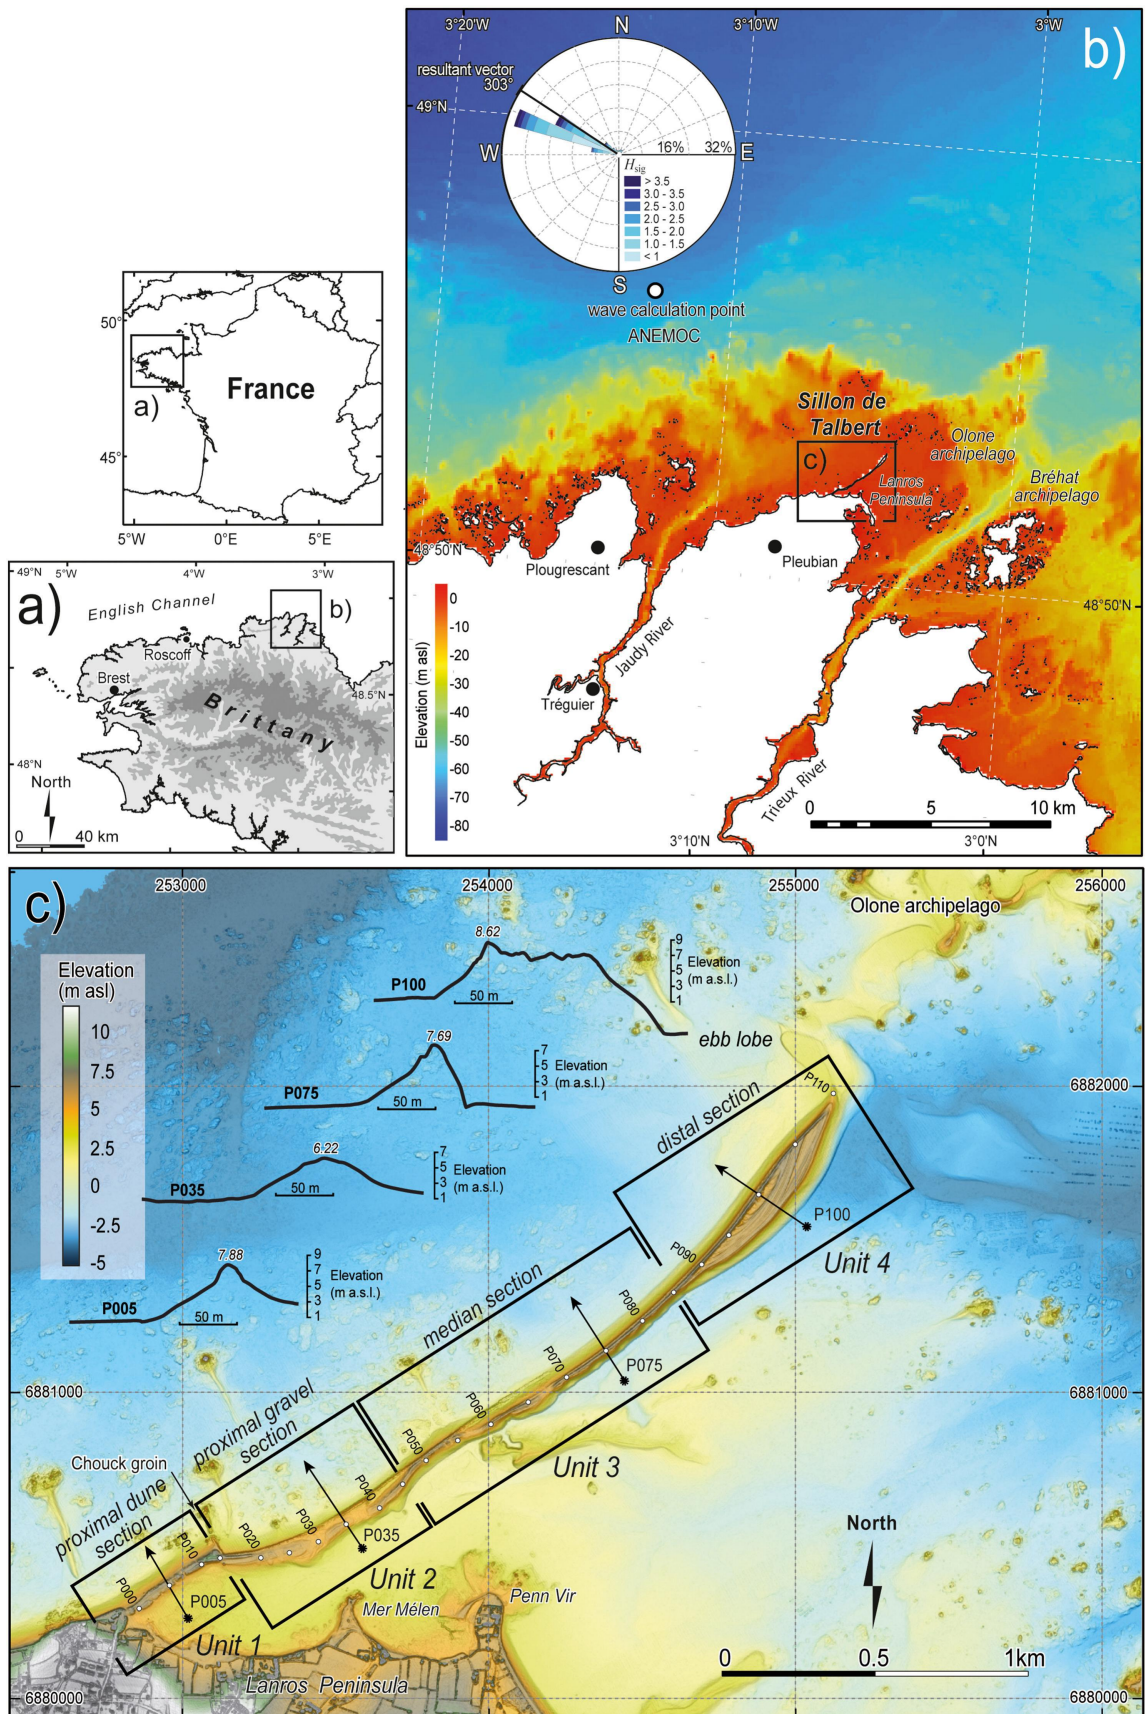 3°20'W
3°10'W
3°W
b)
N
resultant vector
303°
49°N
W
16%
32%
E
Hsig
> 3.5
3.0 - 3.5
2.5 - 3.0
2.0 - 2.5
1.5 - 2.0
1.0 - 1.5
< 1
S
wave calculation point
ANEMOC
50°
France
a)
45°
5°W
0°E
5°E
Sillon de
Talbert
c)
Olone
archipelago
Lanros
Peninsula
Bréhat
archipelago
48°50'N
Plougrescant
Pleubian
48°50'N
Elevation (m asl)
0
-10
-20
-30
-40
-50
-60
-70
-80
Jaudy River
Tréguier
Trieux River
0
5
10 km
3°10'N
3°0'N
49°N
5°W
4°W
3°W
a)
English Channel
b)
Roscoff
Brest
48.5°N
Brittany
48°N
North
0
40 km
253000
254000
255000
256000
c)
Olone archipelago
Elevation
(m asl)
10
7.5
5
2.5
0
-2.5
-5
8.62
P100
50 m
9
7
5
3
1
Elevation
(m a.s.l.)
ebb lobe
7.69
P075
50 m
7
5
3
1
Elevation
(m a.s.l.)
6882000
P110
distal section
6.22
P035
50 m
7
5
3
1
Elevation
(m a.s.l.)
P100
P090
Unit 4
7.88
P005
50 m
9
7
5
3
1
Elevation
(m a.s.l.)
median section
P080
P075
P070
6881000
6881000
P060
proximal gravel
section
P050
Unit 3
Chouck groin
P040
proximal dune
section
P030
P035
P020
P010
North
Unit 2
P000
P005
Mer Mélen
Penn Vir
Unit 1
Lanros Peninsula
0
0.5
1km
6880000
6880000